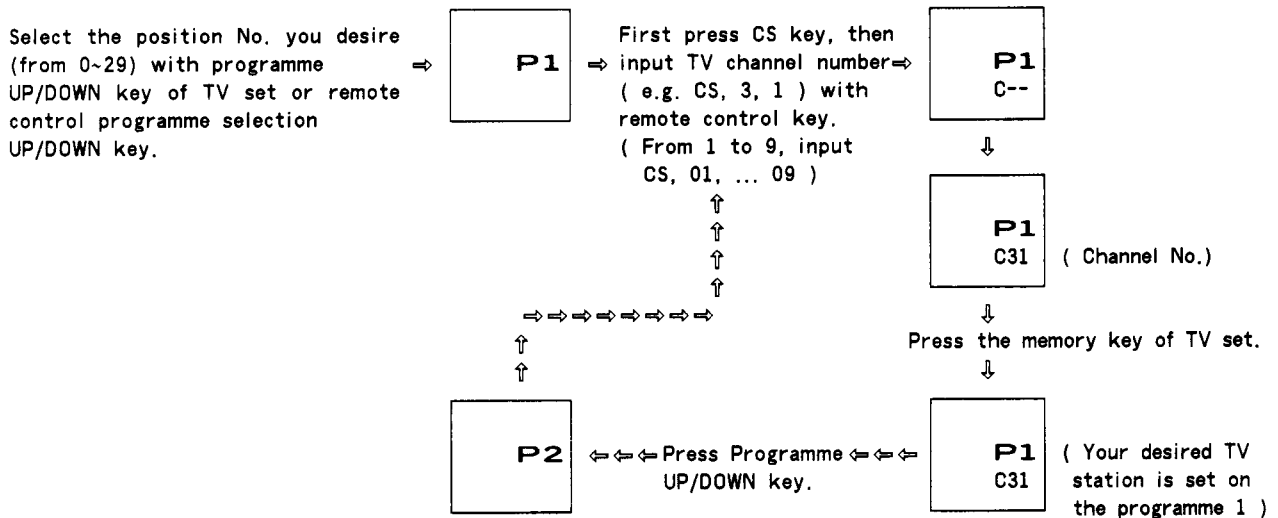 Select the position No. you desire
(from 0~29) with programme
UP/DOWN key of TV set or remote
control programme selection
UP/DOWN key.
⇒
P1
⇒
First press CS key, then
input TV channel number⇒
( e.g. CS, 3, 1 ) with
remote control key.
( From 1 to 9, input
CS, 01, ... 09 )
P1
C--
⇓
P1
C31
( Channel No.)
⇓
Press the memory key of TV set.
⇓
P1
C31
( Your desired TV
station is set on
the programme 1 )
⇐⇐⇐Press Programme⇐⇐⇐
UP/DOWN key.
P2
⇑
⇑
⇒⇒⇒⇒⇒⇒⇒⇒
⇑
⇑
⇑
⇑